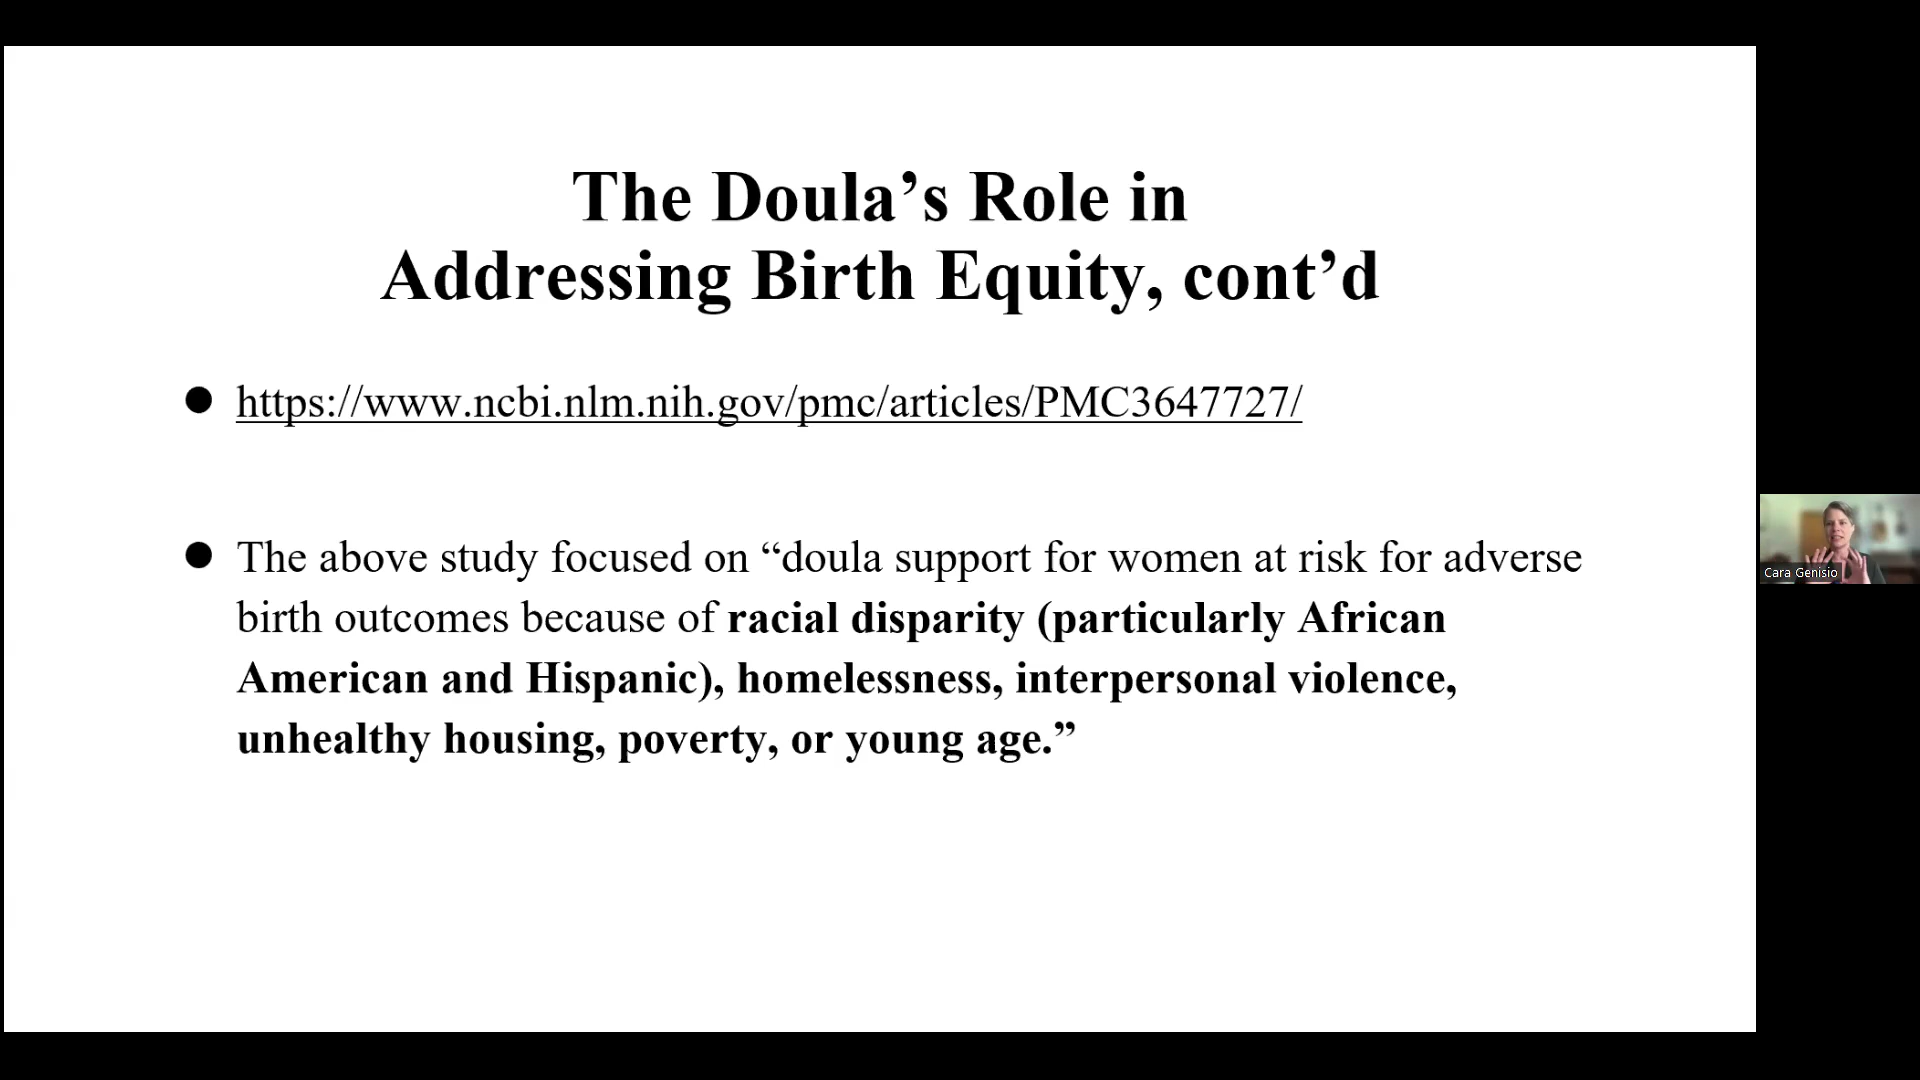 The Doula’s Role in
Addressing Birth Equity, cont’d
● https://www.ncbi.nlm.nih.gov/pmc/articles/PMC3647727/
● The above study focused on “doula support for women at risk for adverse
birth outcomes because of racial disparity (particularly African
American and Hispanic), homelessness, interpersonal violence,
unhealthy housing, poverty, or young age.”
Cara Genisio